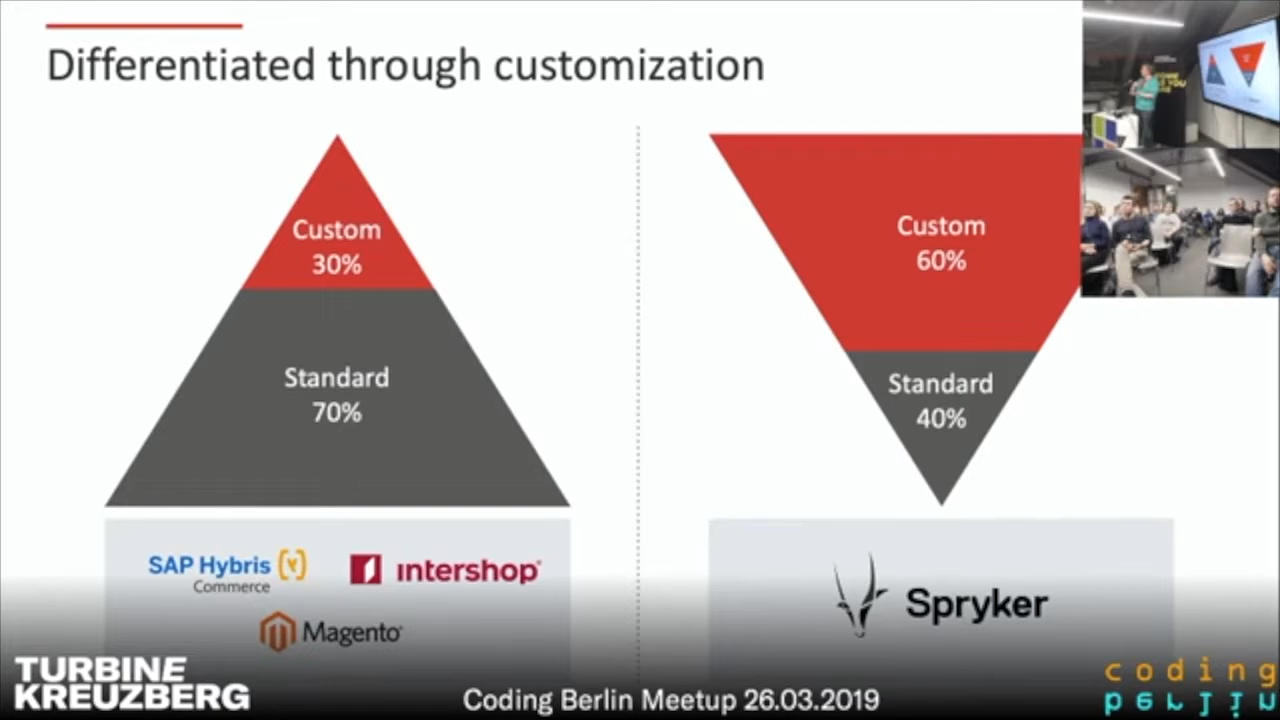 Differentiated through customization
Custom
30%
Standard
70%
SAP Hybris
Commerce
intershop®
Magento®
Custom
60%
Standard
40%
Spryker
TURBINE
KREUZBERG
Coding Berlin Meetup 26.03.2019
coding
berlin